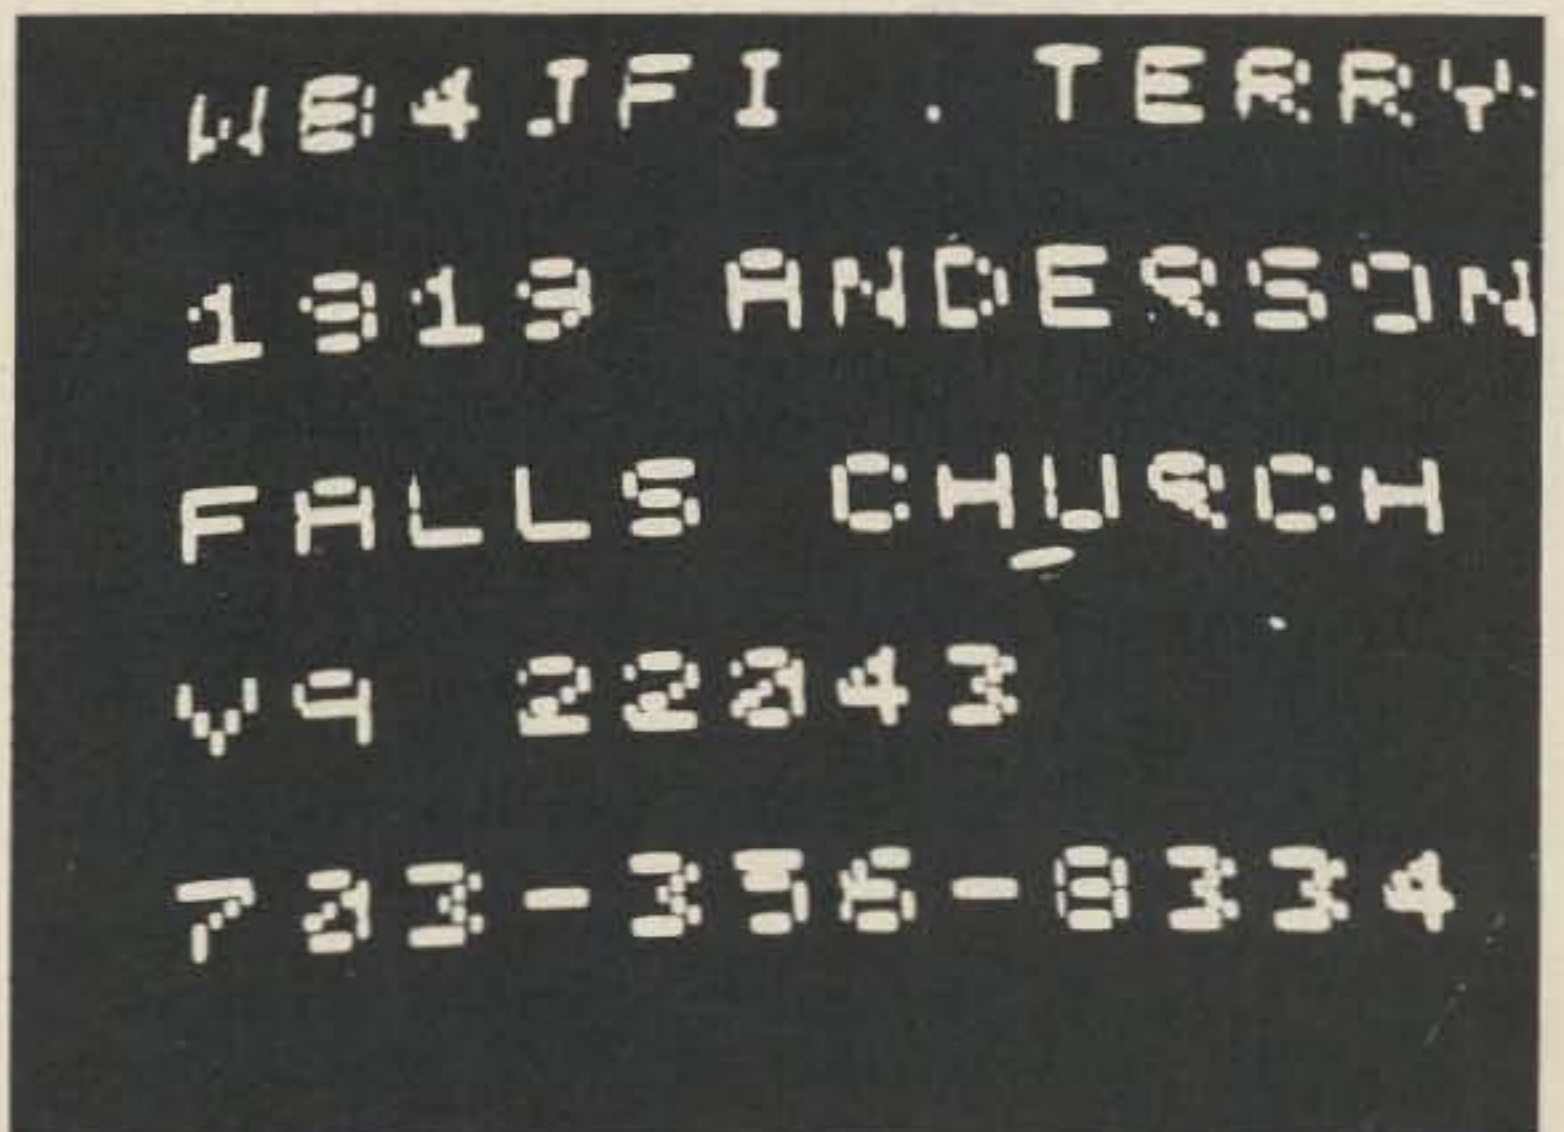 WB4JFI . TERRY
1819 ANDERSON
FALLS CHURCH
VA 22043
703-356-8334